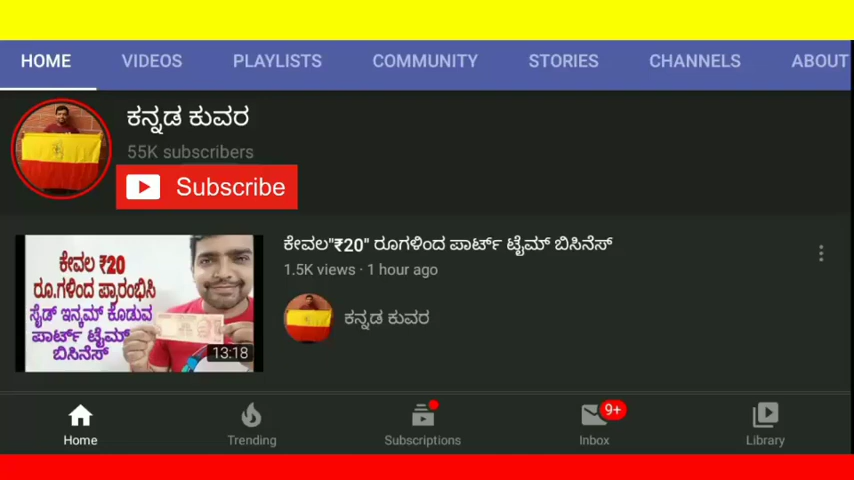 HOME VIDEOS PLAYLISTS COMMUNITY STORIES CHANNELS ABOUT
ಕನ್ನಡ ಕುವರ
55K subscribers
Subscribe
ಕೇವಲ ₹20
ರೂ.ಗಳಿಂದ ಪ್ರಾರಂಭಿಸಿ
ಸೈಡ್ ಇನ್ಕಮ್ ಕೊಡುವ
ಪಾರ್ಟ್ ಟೈಮ್
ಬಿಸಿನೆಸ್
13:18
ಕೇವಲ"₹20" ರೂಗಳಿಂದ ಪಾರ್ಟ್ ಟೈಮ್ ಬಿಸಿನೆಸ್
1.5K views · 1 hour ago
ಕನ್ನಡ ಕುವರ
9+
Home Trending Subscriptions Inbox Library